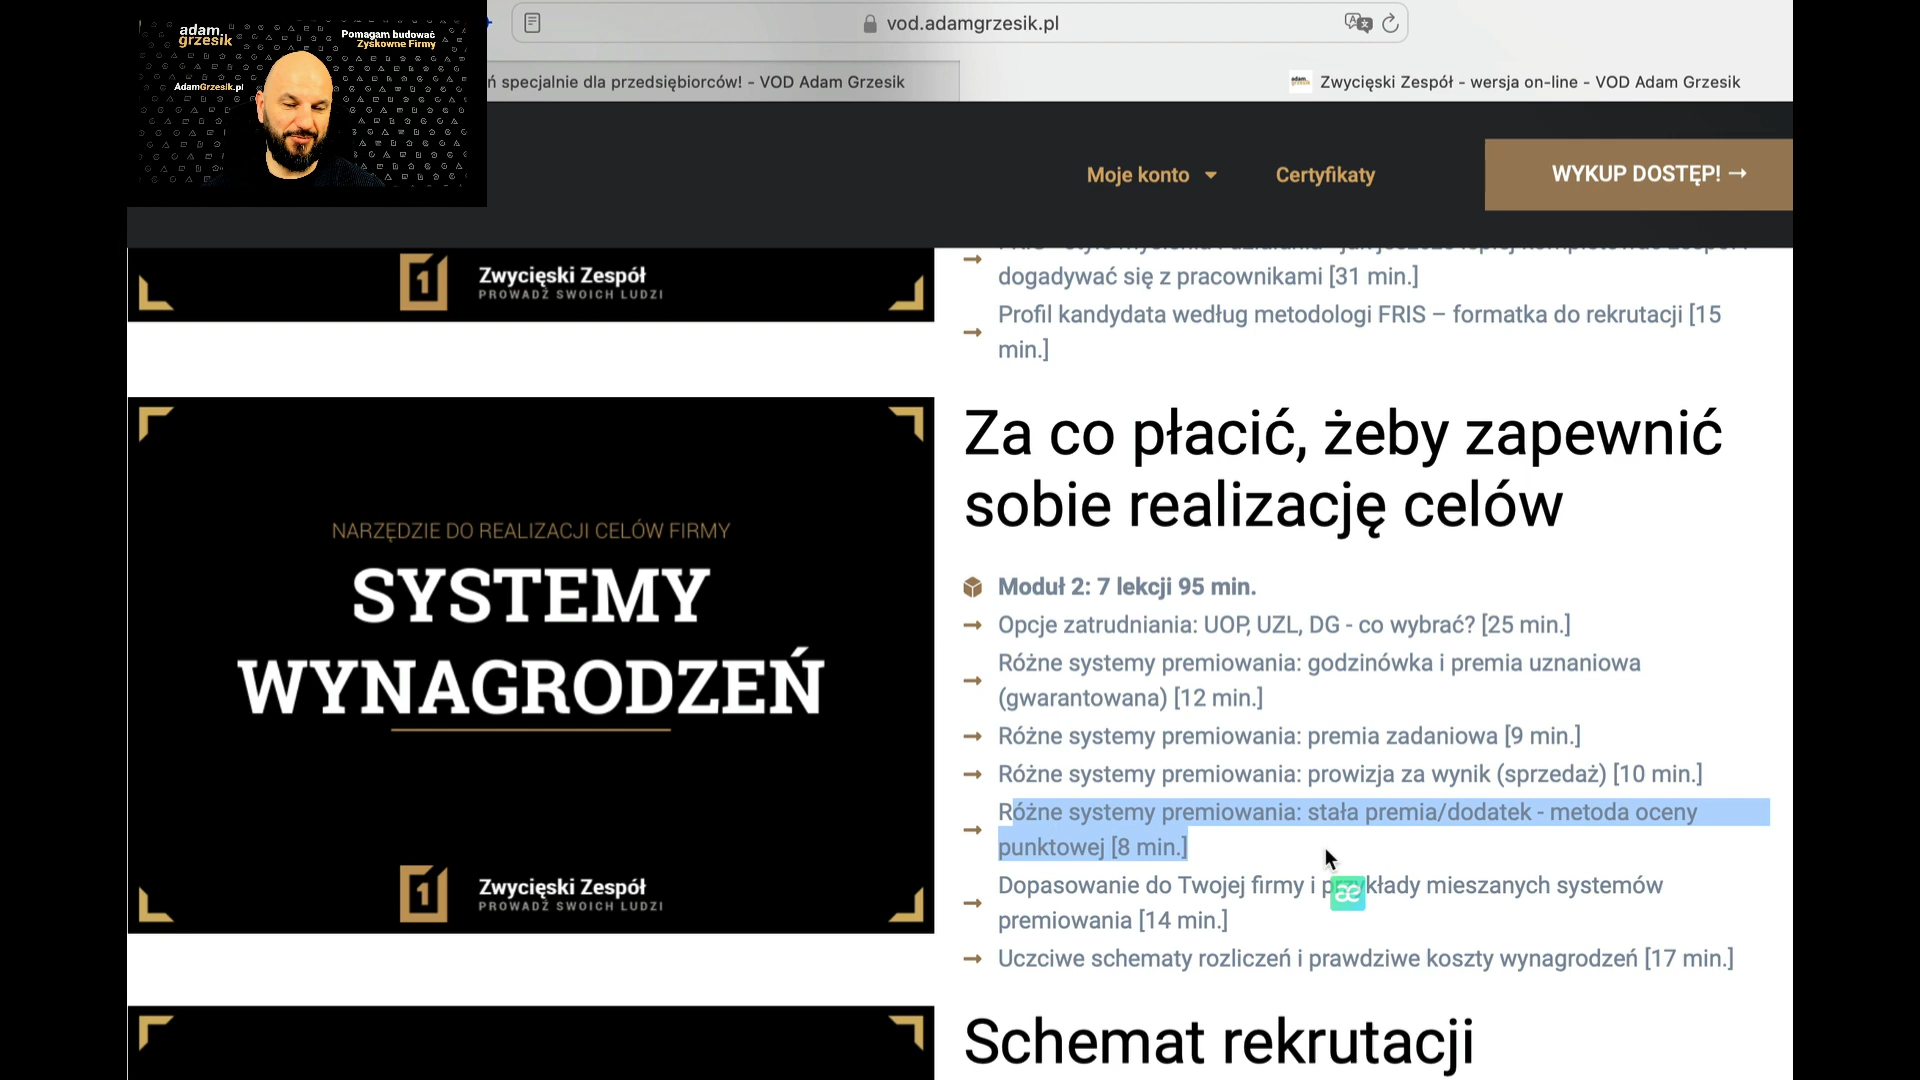 adam
grzesik
Pomagam budować
Zyskowne Firmy
AdamGrzesik.pl
vod.adamgrzesik.pl
ń specjalnie dla przedsiębiorców! - VOD Adam Grzesik
Zwycięski Zespół - wersja on-line - VOD Adam Grzesik
Moje konto
Certyfikaty
WYKUP DOSTĘP! →
Zwycięski Zespół
PROWADŹ SWOICH LUDZI
dogadywać się z pracownikami [31 min.]
Profil kandydata według metodologi FRIS – formatka do rekrutacji [15
min.]
NARZĘDZIE DO REALIZACJI CELÓW FIRMY
SYSTEMY
WYNAGRODZEŃ
Zwycięski Zespół
PROWADŹ SWOICH LUDZI
Za co płacić, żeby zapewnić
sobie realizację celów
Moduł 2: 7 lekcji 95 min.
Opcje zatrudniania: UOP, UZL, DG - co wybrać? [25 min.]
Różne systemy premiowania: godzinówka i premia uznaniowa
(gwarantowana) [12 min.]
Różne systemy premiowania: premia zadaniowa [9 min.]
Różne systemy premiowania: prowizja za wynik (sprzedaż) [10 min.]
Różne systemy premiowania: stała premia/dodatek - metoda oceny
punktowej [8 min.]
Dopasowanie do Twojej firmy i przykłady mieszanych systemów
premiowania [14 min.]
Uczciwe schematy rozliczeń i prawdziwe koszty wynagrodzeń [17 min.]
Schemat rekrutacji